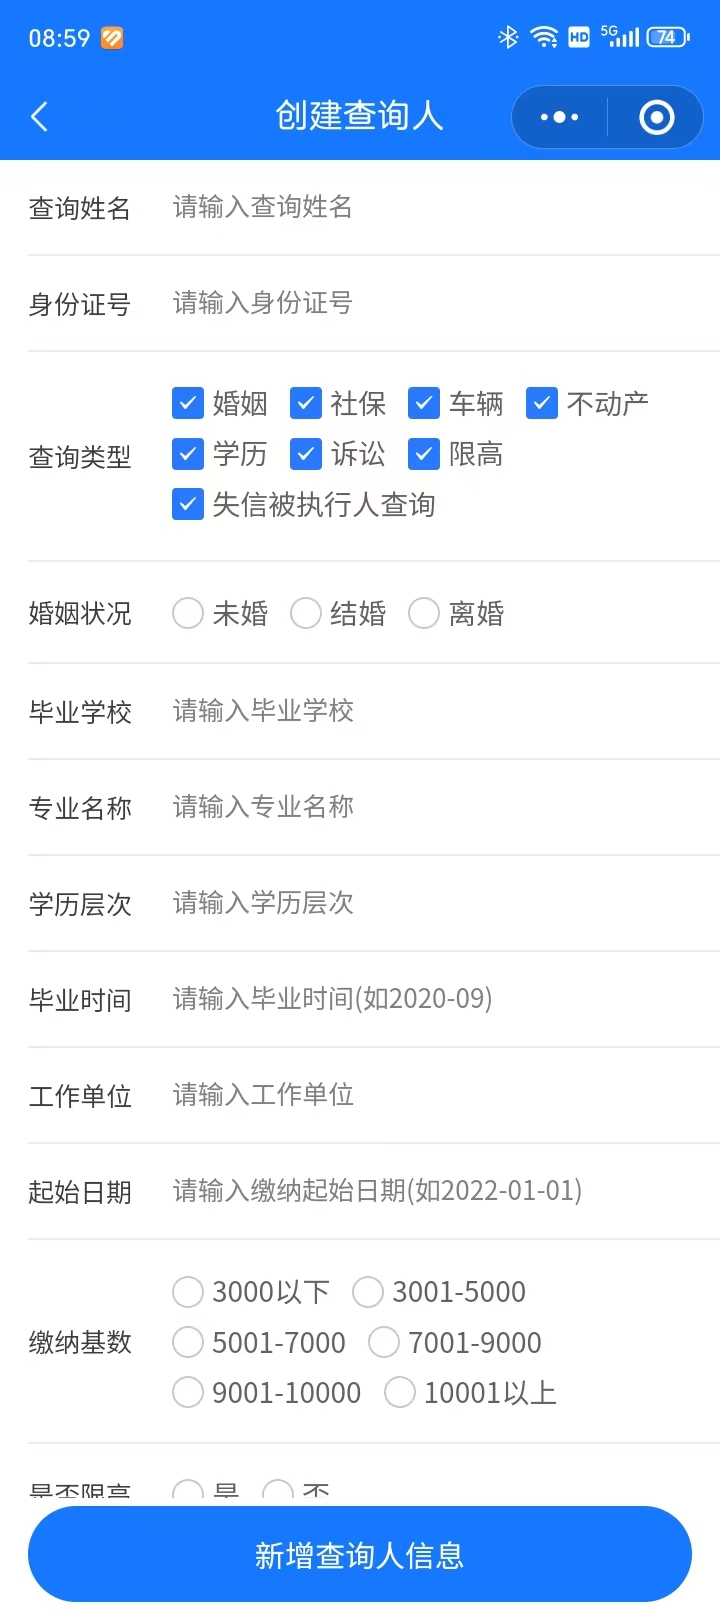 08:59 HD 5G 74
创建查询人
查询姓名 请输入查询姓名
身份证号 请输入身份证号
查询类型
婚姻 社保 车辆 不动产
学历 诉讼 限高
失信被执行人查询
婚姻状况 未婚 结婚 离婚
毕业学校 请输入毕业学校
专业名称 请输入专业名称
学历层次 请输入学历层次
毕业时间 请输入毕业时间(如2020-09)
工作单位 请输入工作单位
起始日期 请输入缴纳起始日期(如2022-01-01)
缴纳基数
3000以下 3001-5000
5001-7000 7001-9000
9001-10000 10001以上
是否限高 是 否
新增查询人信息